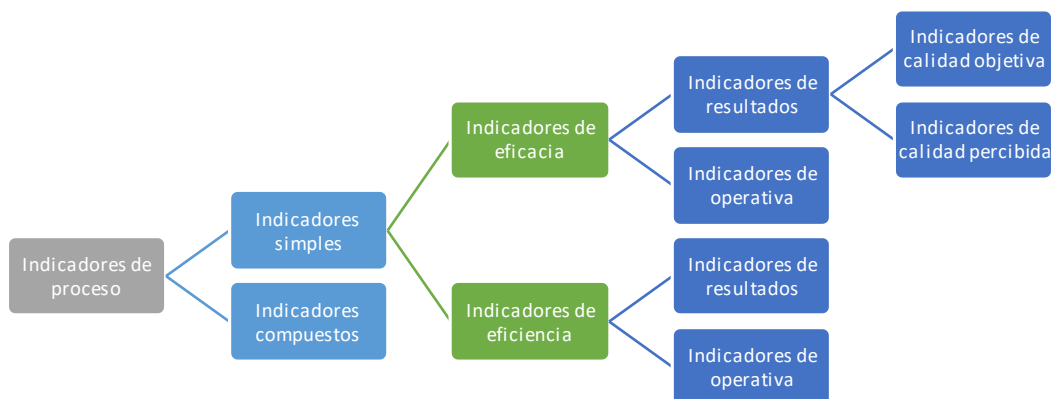 Indicadores de
proceso
Indicadores
simples
Indicadores
compuestos
Indicadores de
eficacia
Indicadores de
eficiencia
Indicadores de
resultados
Indicadores de
operativa
Indicadores de
resultados
Indicadores de
operativa
Indicadores de
calidad objetiva
Indicadores de
calidad percibida